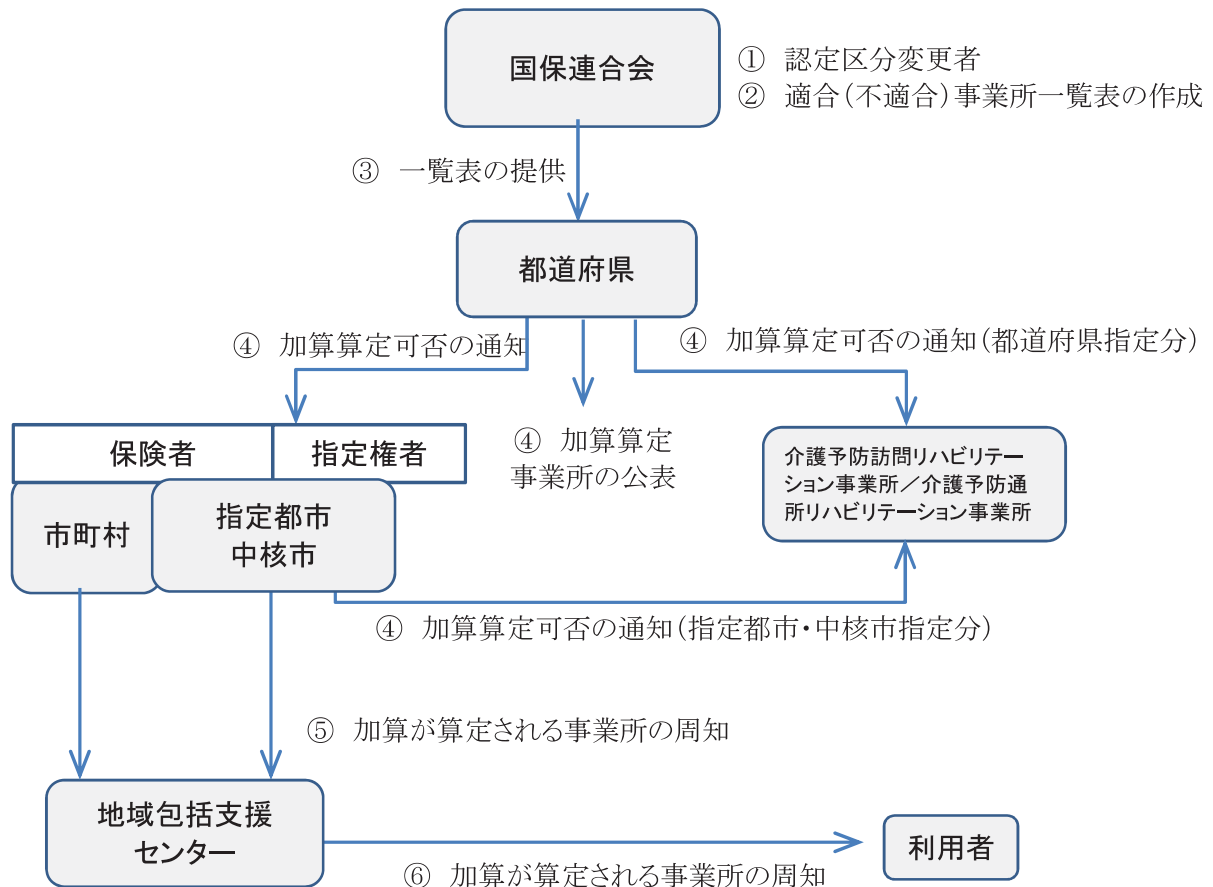 国保連合会
① 認定区分変更者
② 適合(不適合)事業所一覧表の作成
③ 一覧表の提供
都道府県
④ 加算算定可否の通知
④ 加算算定可否の通知(都道府県指定分)
保険者
指定権者
④ 加算算定
事業所の公表
介護予防訪問リハビリテー
ション事業所/介護予防通
所リハビリテーション事業所
市町村
指定都市
中核市
④ 加算算定可否の通知(指定都市・中核市指定分)
⑤ 加算が算定される事業所の周知
地域包括支援
センター
利用者
⑥ 加算が算定される事業所の周知